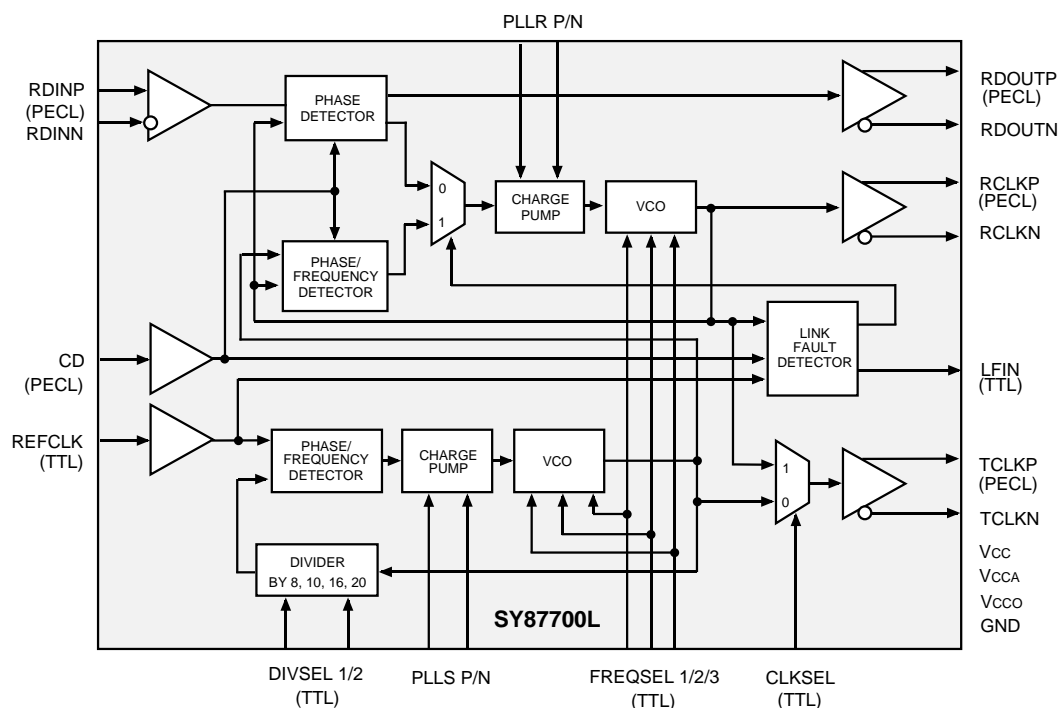 PLLR P/N
RDINP
(PECL)
RDINN
PHASE
DETECTOR
RDOUTP
(PECL)
RDOUTN
0
1
CHARGE
PUMP
VCO
RCLKP
(PECL)
RCLKN
PHASE/
FREQUENCY
DETECTOR
CD
(PECL)
LINK
FAULT
DETECTOR
LFIN
(TTL)
REFCLK
(TTL)
PHASE/
FREQUENCY
DETECTOR
CHARGE
PUMP
VCO
1
0
TCLKP
(PECL)
TCLKN
DIVIDER
BY 8, 10, 16, 20
VCC
VCCA
VCCO
GND
SY87700L
DIVSEL 1/2
(TTL)
PLLS P/N
FREQSEL 1/2/3
(TTL)
CLKSEL
(TTL)